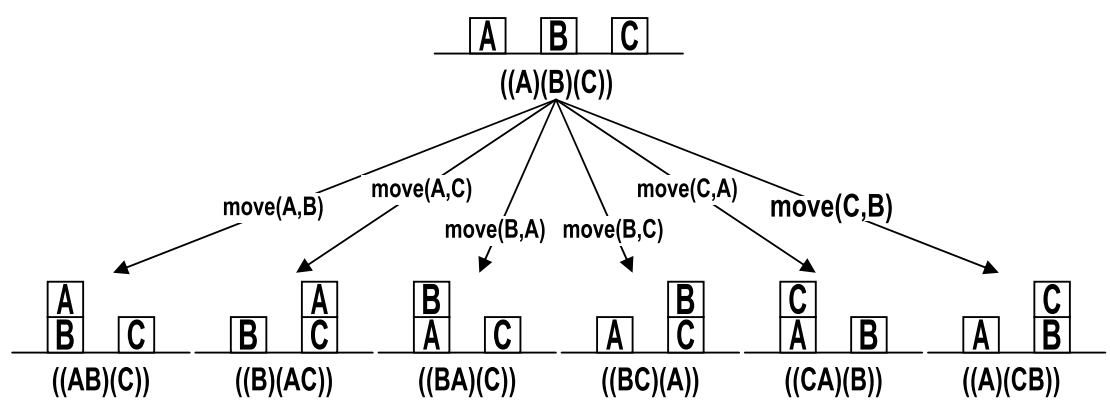 A B C
((A)(B)(C))
move(A,B)
move(A,C)
move(B,A)
move(B,C)
move(C,A)
move(C,B)
A
B C
((AB)(C))
A
B C
((B)(AC))
B
A C
((BA)(C))
B
A C
((BC)(A))
C
A B
((CA)(B))
C
A B
((A)(CB))